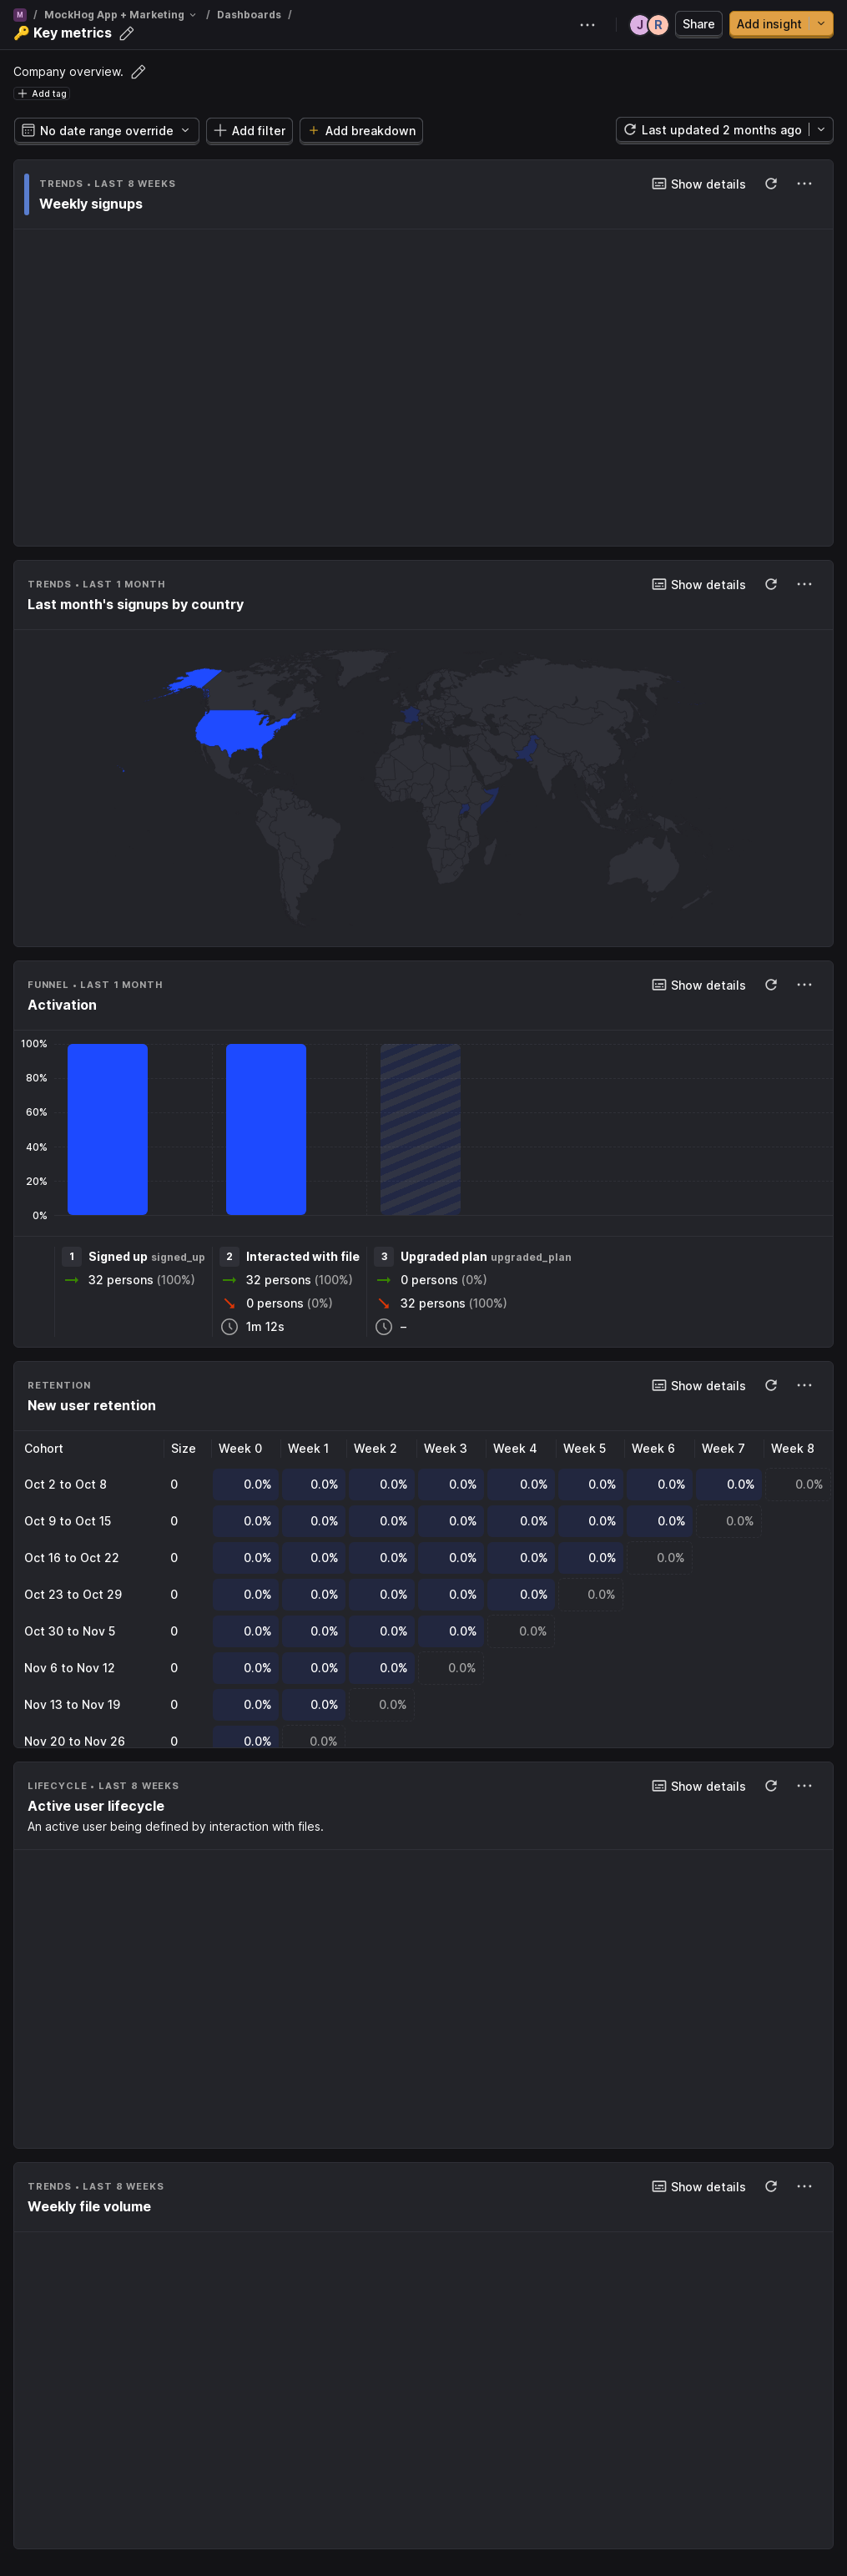 M / MockHog App + Marketing / Dashboards /
🔑 Key metrics
J R Share Add insight
Company overview.
Add tag
No date range override Add filter Add breakdown Last updated 2 months ago
TRENDS • LAST 8 WEEKS Show details
Weekly signups
TRENDS • LAST 1 MONTH Show details
Last month's signups by country
FUNNEL • LAST 1 MONTH Show details
Activation
100%
80%
60%
40%
20%
0%
1 Signed up signed_up 2 Interacted with file 3 Upgraded plan upgraded_plan
32 persons (100%) 32 persons (100%) 0 persons (0%)
0 persons (0%) 32 persons (100%)
1m 12s –
RETENTION Show details
New user retention
Cohort Size Week 0 Week 1 Week 2 Week 3 Week 4 Week 5 Week 6 Week 7 Week 8
Oct 2 to Oct 8 0 0.0% 0.0% 0.0% 0.0% 0.0% 0.0% 0.0% 0.0% 0.0%
Oct 9 to Oct 15 0 0.0% 0.0% 0.0% 0.0% 0.0% 0.0% 0.0% 0.0%
Oct 16 to Oct 22 0 0.0% 0.0% 0.0% 0.0% 0.0% 0.0% 0.0%
Oct 23 to Oct 29 0 0.0% 0.0% 0.0% 0.0% 0.0% 0.0%
Oct 30 to Nov 5 0 0.0% 0.0% 0.0% 0.0% 0.0%
Nov 6 to Nov 12 0 0.0% 0.0% 0.0% 0.0%
Nov 13 to Nov 19 0 0.0% 0.0% 0.0%
Nov 20 to Nov 26 0 0.0% 0.0%
LIFECYCLE • LAST 8 WEEKS Show details
Active user lifecycle
An active user being defined by interaction with files.
TRENDS • LAST 8 WEEKS Show details
Weekly file volume